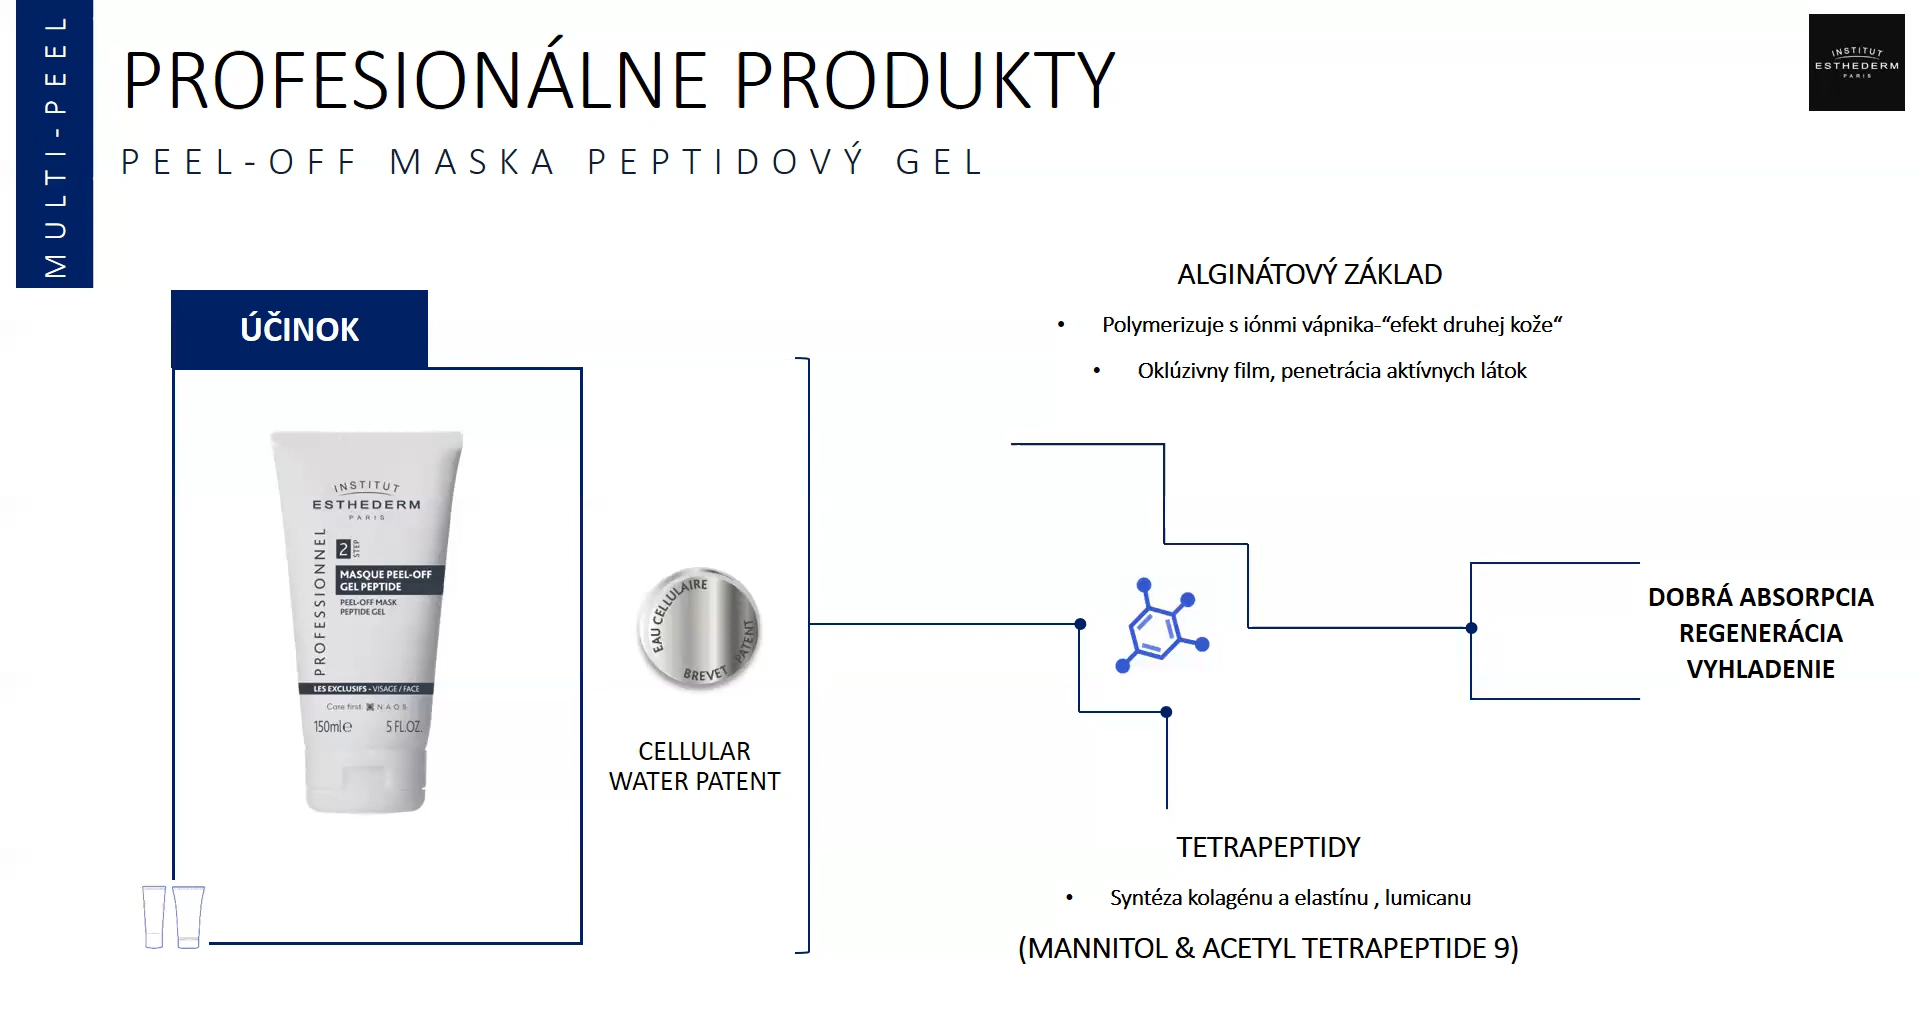 MULTI-PEEL
PROFESIONÁLNE PRODUKTY
PEEL-OFF MASKA PEPTIDOVÝ GEL
INSTITUT
ESTHEDERM
PARIS
ÚČINOK
INSTITUT
ESTHEDERM
PARIS
PROFESSIONNEL
2 STEP
MASQUE PEEL-OFF
GEL PEPTIDE
PEEL-OFF MASK
PEPTIDE GEL
LES EXCLUSIFS - VISAGE / FACE
Care first. NAOS
150ml℮ 5 FL.OZ.
EAU CELLULAIRE
BREVET PATENT
CELLULAR
WATER PATENT
ALGINÁTOVÝ ZÁKLAD
• Polymerizuje s iónmi vápnika-“efekt druhej kože“
• Oklúzivny film, penetrácia aktívnych látok
TETRAPEPTIDY
• Syntéza kolagénu a elastínu , lumicanu
(MANNITOL & ACETYL TETRAPEPTIDE 9)
DOBRÁ ABSORPCIA
REGENERÁCIA
VYHLADENIE